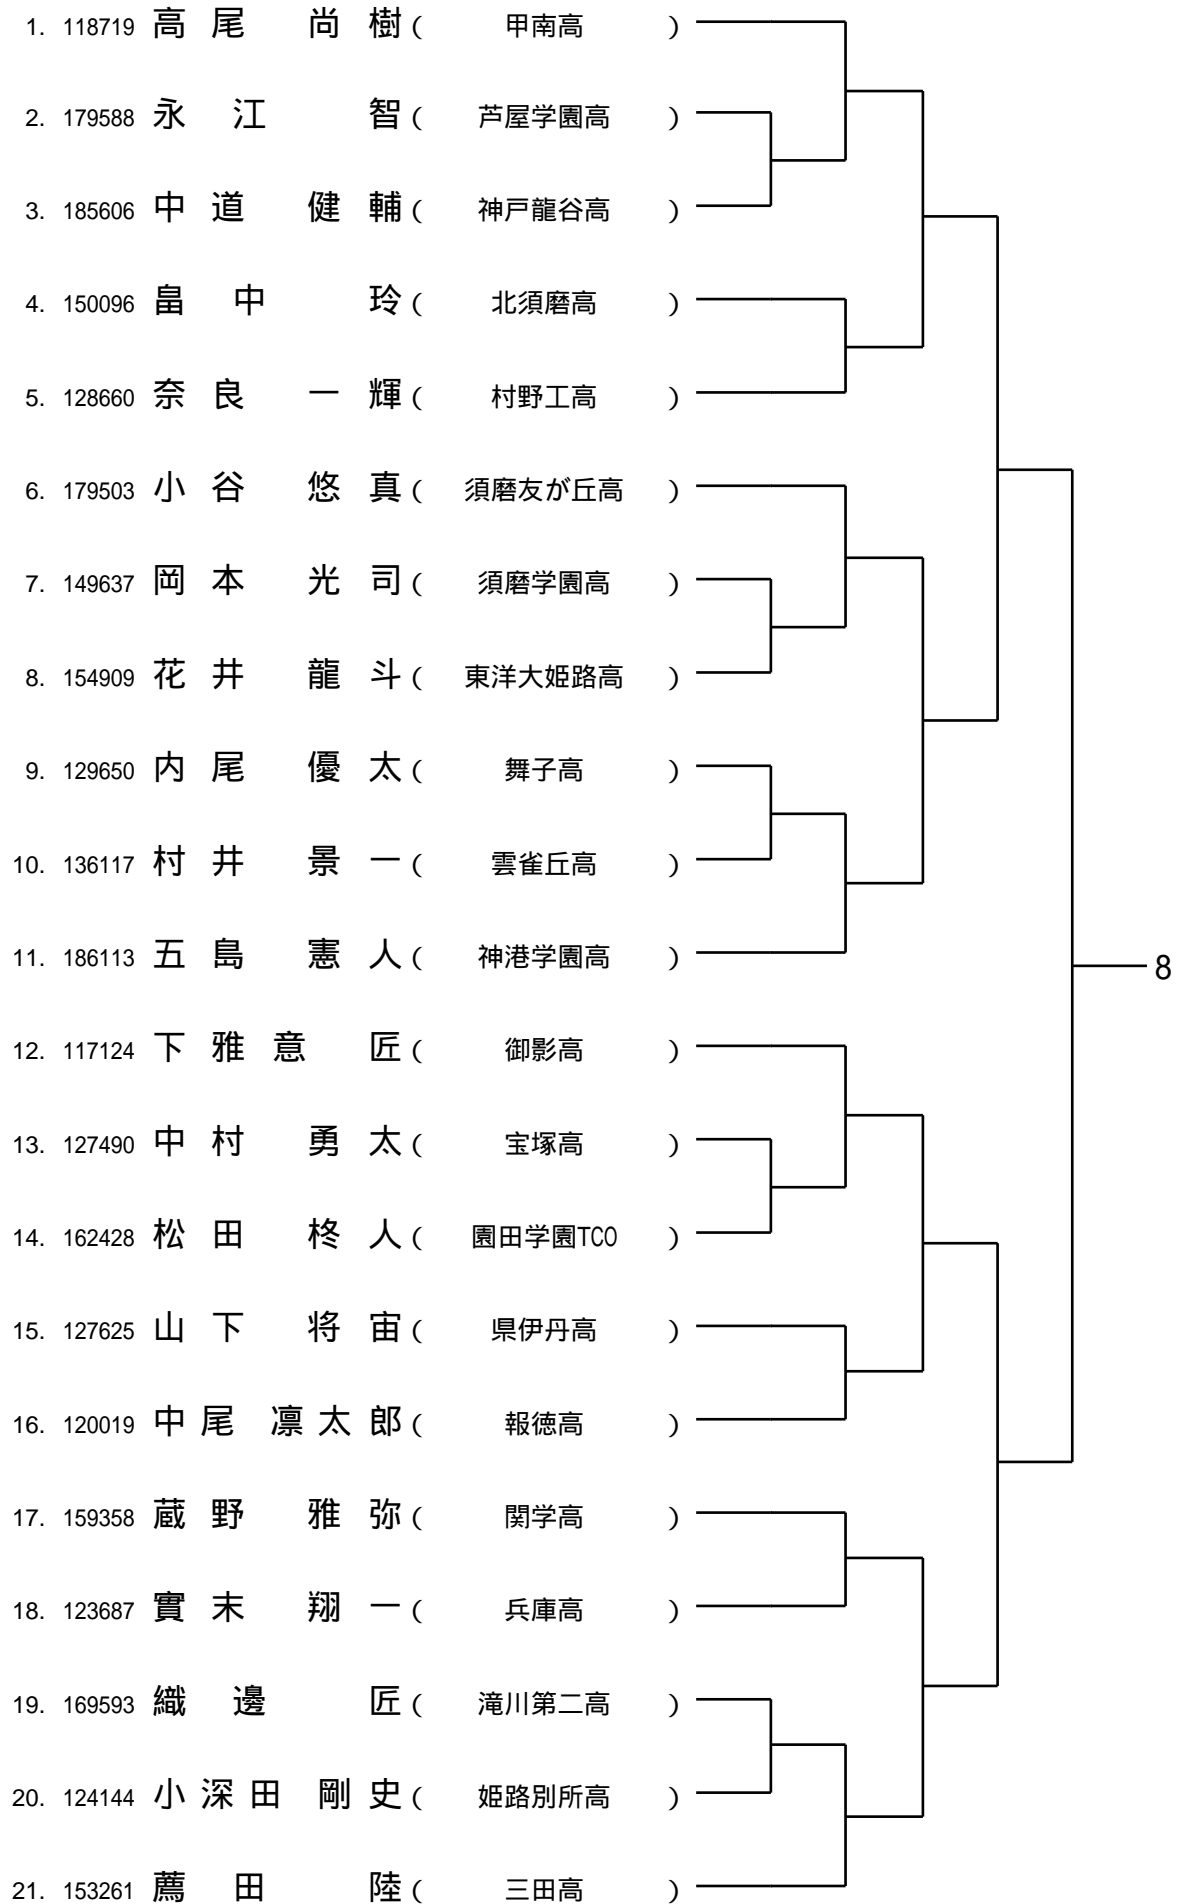 1. 118719 高尾 尚樹 ( 甲南高 )
2. 179588 永江 智 ( 芦屋学園高 )
3. 185606 中道 健輔 ( 神戸龍谷高 )
4. 150096 畠中 玲 ( 北須磨高 )
5. 128660 奈良 一輝 ( 村野工高 )
6. 179503 小谷 悠真 ( 須磨友が丘高 )
7. 149637 岡本 光司 ( 須磨学園高 )
8. 154909 花井 龍斗 ( 東洋大姫路高 )
9. 129650 内尾 優太 ( 舞子高 )
10. 136117 村井 景一 ( 雲雀丘高 )
11. 186113 五島 憲人 ( 神港学園高 )
8
12. 117124 下雅意 匠 ( 御影高 )
13. 127490 中村 勇太 ( 宝塚高 )
14. 162428 松田 柊人 ( 園田学園TCO )
15. 127625 山下 将宙 ( 県伊丹高 )
16. 120019 中尾 凛太郎 ( 報徳高 )
17. 159358 蔵野 雅弥 ( 関学高 )
18. 123687 實末 翔一 ( 兵庫高 )
19. 169593 織邊 匠 ( 滝川第二高 )
20. 124144 小深田 剛史 ( 姫路別所高 )
21. 153261 薦田 陸 ( 三田高 )